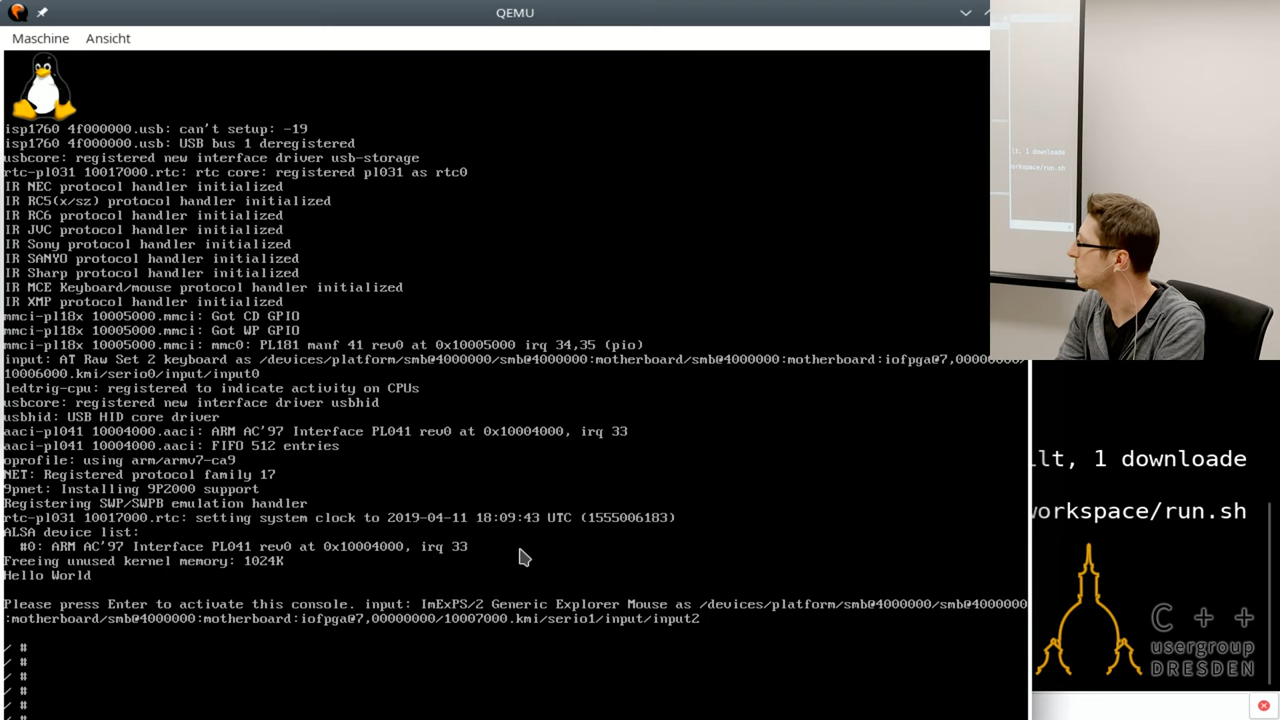 QEMU
Maschine
Ansicht
isp1760 4f000000.usb: can't setup: -19
isp1760 4f000000.usb: USB bus 1 deregistered
usbcore: registered new interface driver usb-storage
rtc-pl031 10017000.rtc: rtc core: registered pl031 as rtc0
IR NEC protocol handler initialized
IR RC5(x/sz) protocol handler initialized
IR RC6 protocol handler initialized
IR JVC protocol handler initialized
IR Sony protocol handler initialized
IR SANYO protocol handler initialized
IR Sharp protocol handler initialized
IR MCE Keyboard/mouse protocol handler initialized
IR XMP protocol handler initialized
mmci-pl18x 10005000.mmci: Got CD GPIO
mmci-pl18x 10005000.mmci: Got WP GPIO
mmci-pl18x 10005000.mmci: mmc0: PL181 manf 41 rev0 at 0x10005000 irq 34,35 (pio)
input: AT Raw Set 2 keyboard as /devices/platform/smb@4000000/smb@4000000:motherboard/smb@4000000:motherboard:iofpga@7,00000000/
10006000.kmi/serio0/input/input0
ledtrig-cpu: registered to indicate activity on CPUs
usbcore: registered new interface driver usbhid
usbhid: USB HID core driver
aaci-pl041 10004000.aaci: ARM AC'97 Interface PL041 rev0 at 0x10004000, irq 33
aaci-pl041 10004000.aaci: FIFO 512 entries
oprofile: using arm/armv7-ca9
NET: Registered protocol family 17
9pnet: Installing 9P2000 support
Registering SWP/SWPB emulation handler
rtc-pl031 10017000.rtc: setting system clock to 2019-04-11 18:09:43 UTC (1555006183)
ALSA device list:
#0: ARM AC'97 Interface PL041 rev0 at 0x10004000, irq 33
Freeing unused kernel memory: 1024K
Hello World
Please press Enter to activate this console. input: ImExPS/2 Generic Explorer Mouse as /devices/platform/smb@4000000/smb@4000000
:motherboard/smb@4000000:motherboard:iofpga@7,00000000/10007000.kmi/serio1/input/input2
/ #
/ #
/ #
/ #
/ #
lt, 1 downloade
orkspace/run.sh
lt, 1 downloade
workspace/run.sh
C + +
usergroup
DRESDEN